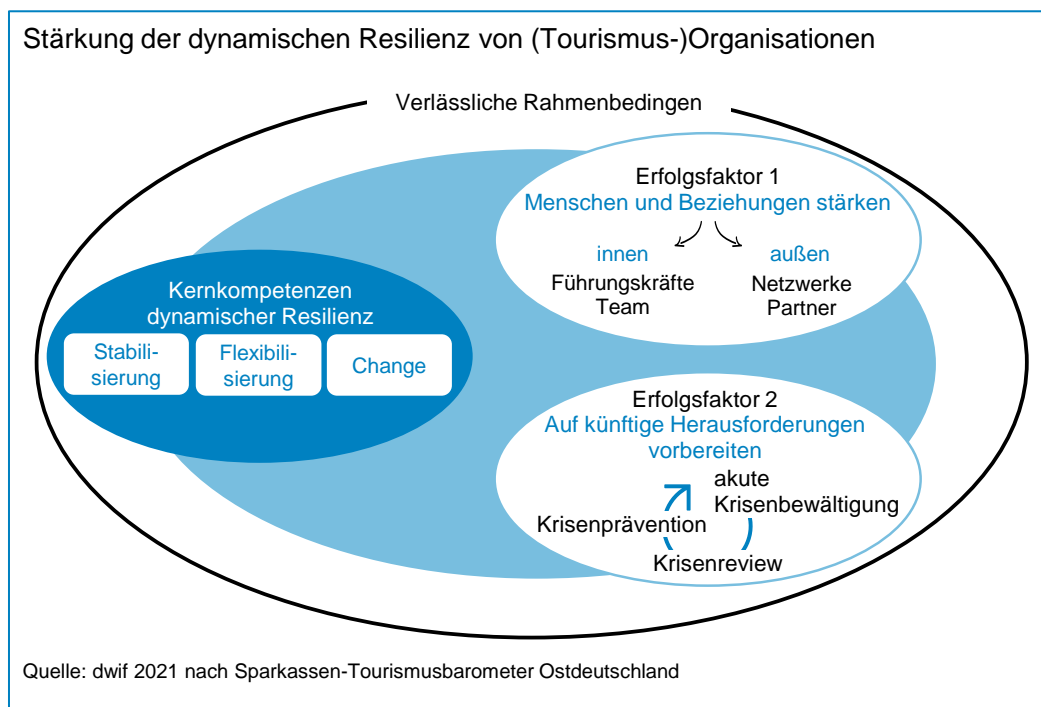 Stärkung der dynamischen Resilienz von (Tourismus-)Organisationen
Verlässliche Rahmenbedingen
Kernkompetenzen
dynamischer Resilienz
Stabili-
sierung
Flexibili-
sierung
Change
Erfolgsfaktor 1
Menschen und Beziehungen stärken
innen
Führungskräfte
Team
außen
Netzwerke
Partner
Erfolgsfaktor 2
Auf künftige Herausforderungen
vorbereiten
akute
Krisenbewältigung
Krisenprävention
Krisenreview
Quelle: dwif 2021 nach Sparkassen-Tourismusbarometer Ostdeutschland